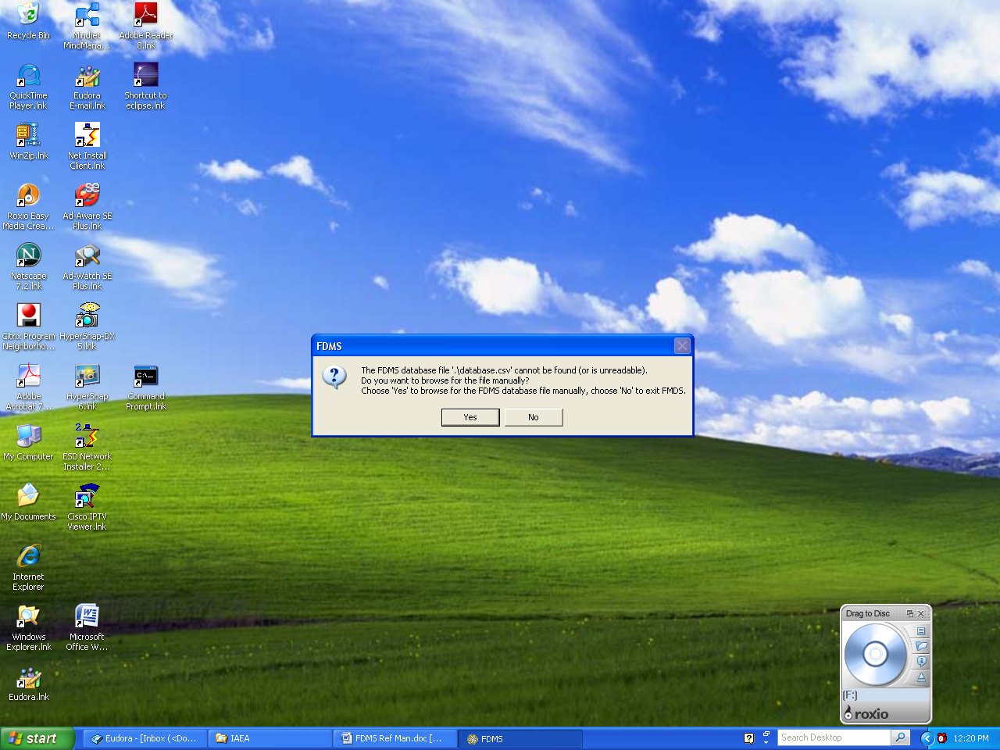 Recycle Bin
Mindjet
MindMana...
Adobe Reader
8.lnk
QuickTime
Player.lnk
Eudora
E-mail.lnk
Shortcut to
eclipse.lnk
WinZip.lnk
Net Install
Client.lnk
Roxio Easy
Media Crea...
Ad-Aware SE
Plus.lnk
Netscape
7.2.lnk
Ad-Watch SE
Plus.lnk
Citrix Program
Neighborho...
HyperSnap-DX
5.lnk
Adobe
Acrobat 7...
HyperSnap
6.lnk
Command
Prompt.lnk
My Computer
ESD Network
Installer 2...
My Documents
Cisco IPTV
Viewer.lnk
Internet
Explorer
Windows
Explorer.lnk
Microsoft
Office W...
Eudora.lnk
FDMS
The FDMS database file '.\database.csv' cannot be found (or is unreadable).
Do you want to browse for the file manually?
Choose 'Yes' to browse for the FDMS database file manually, choose 'No' to exit FMDS.
Yes
No
Drag to Disc
(F:)
roxio
start
Eudora - [Inbox (<Do...
IAEA
FDMS Ref Man.doc [...
FDMS
Search Desktop
12:20 PM